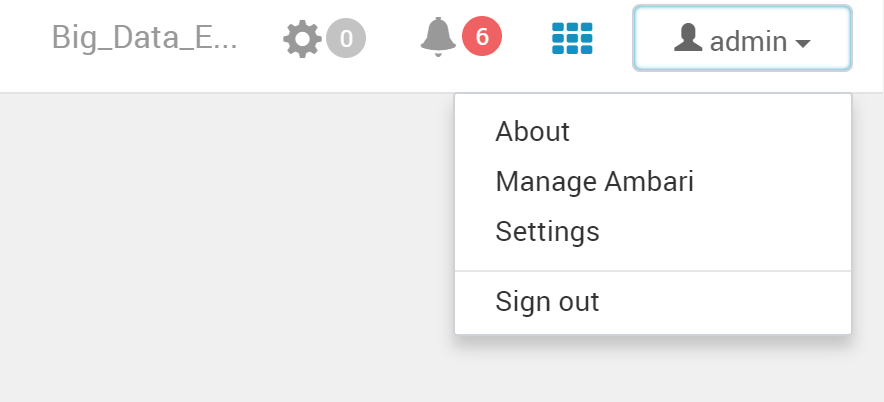 Big_Data_E... 0 6 admin
About
Manage Ambari
Settings
Sign out